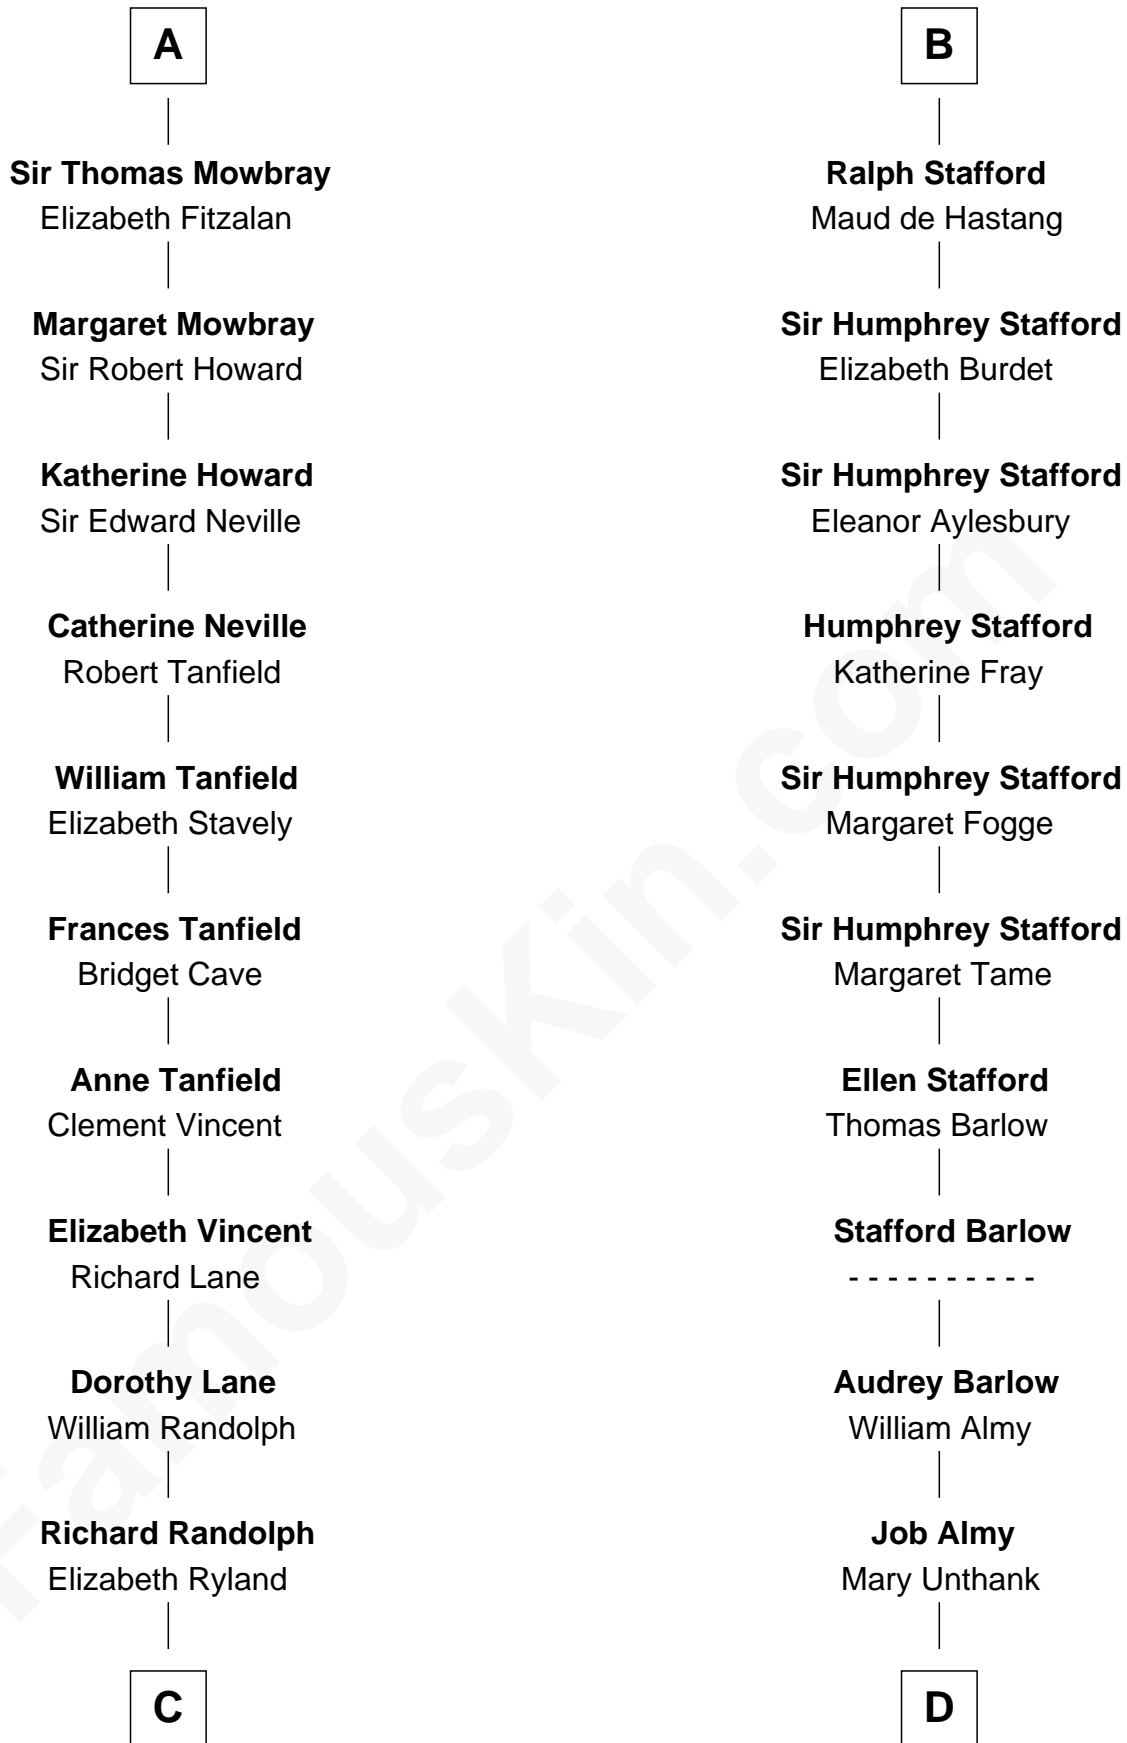 A
Sir Thomas Mowbray
Elizabeth Fitzalan
Margaret Mowbray
Sir Robert Howard
Katherine Howard
Sir Edward Neville
Catherine Neville
Robert Tanfield
William Tanfield
Elizabeth Stavely
Frances Tanfield
Bridget Cave
Anne Tanfield
Clement Vincent
Elizabeth Vincent
Richard Lane
Dorothy Lane
William Randolph
Richard Randolph
Elizabeth Ryland
C
B
Ralph Stafford
Maud de Hastang
Sir Humphrey Stafford
Elizabeth Burdet
Sir Humphrey Stafford
Eleanor Aylesbury
Humphrey Stafford
Katherine Fray
Sir Humphrey Stafford
Margaret Fogge
Sir Humphrey Stafford
Margaret Tame
Ellen Stafford
Thomas Barlow
Stafford Barlow
- - - - - - - - - -
Audrey Barlow
William Almy
Job Almy
Mary Unthank
D
FamousKin.com